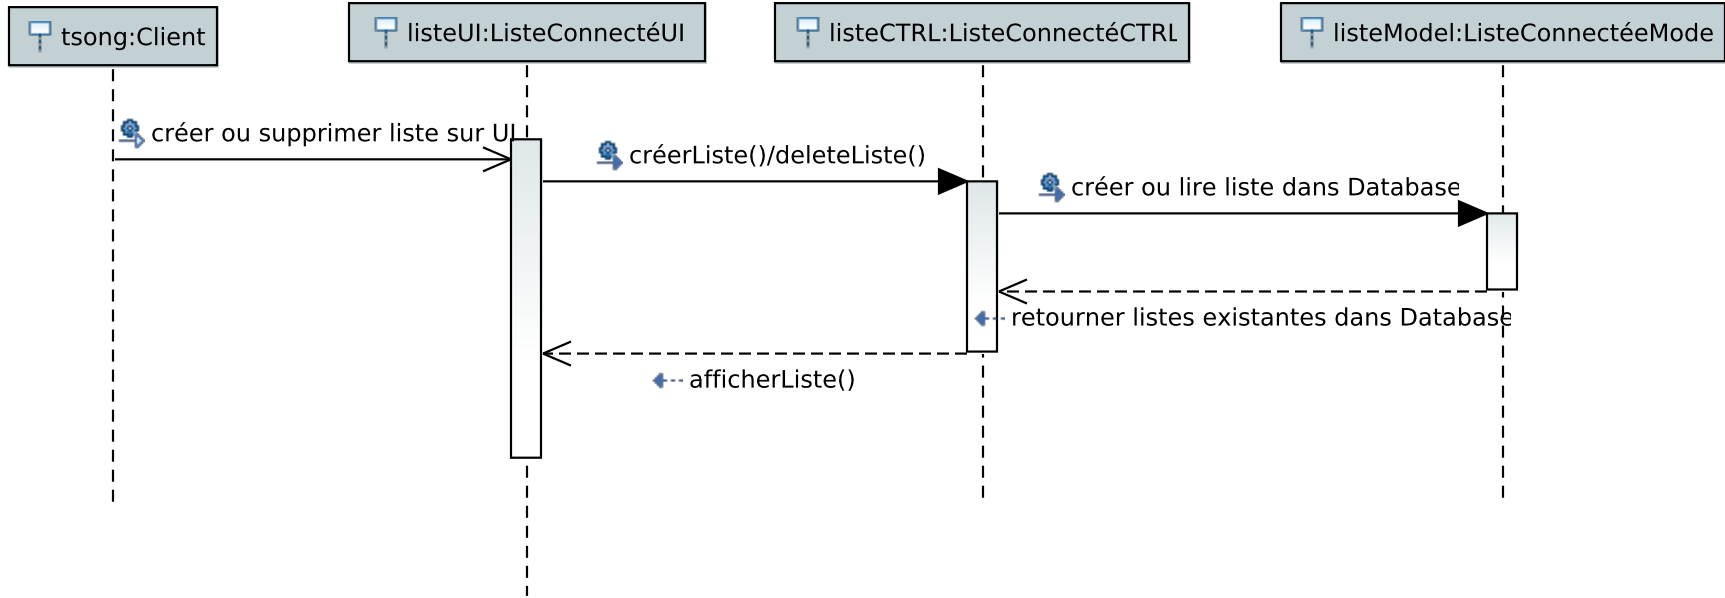 tsong:Client
listeUI:ListeConnectéUI
listeCTRL:ListeConnectéCTRL
listeModel:ListeConnectéeMode
créer ou supprimer liste sur UI
créerListe()/deleteListe()
créer ou lire liste dans Database
retourner listes existantes dans Database
afficherListe()